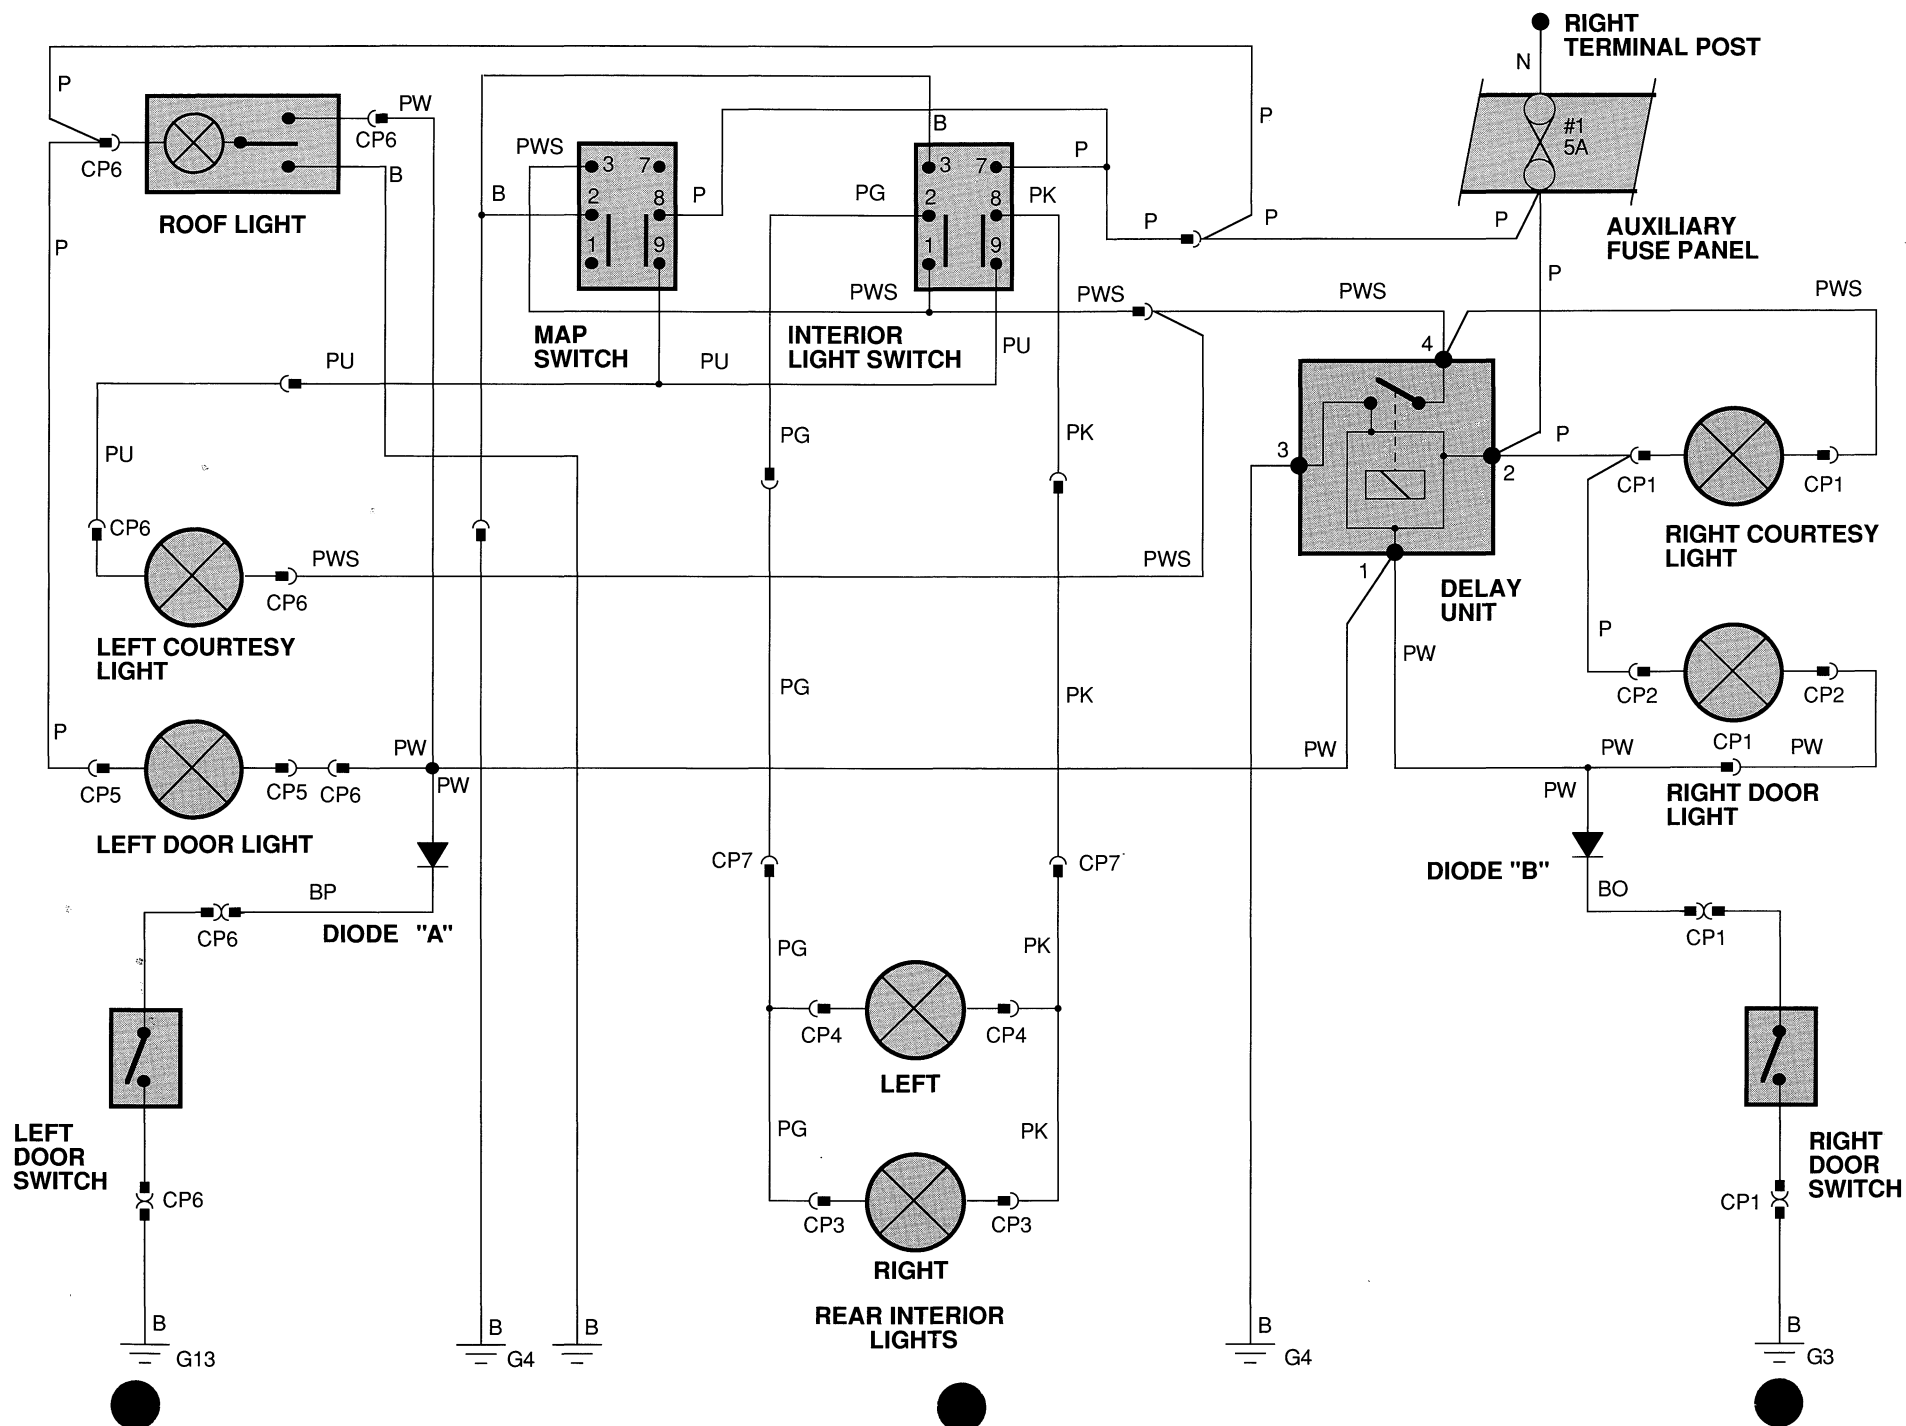 RIGHT
TERMINAL POST
N
P
PW
CP6
CP6
B
P
#1
5A
B
PWS
3
7
2
8
1
9
P
B
3
7
2
8
1
9
P
PG
PK
P
P
P
ROOF LIGHT
AUXILIARY
FUSE PANEL
P
P
PWS
PWS
PWS
PWS
MAP
SWITCH
INTERIOR
LIGHT SWITCH
PU
PU
PU
4
3
2
1
P
PU
PG
PK
CP1
CP1
CP6
RIGHT COURTESY
LIGHT
PWS
PWS
CP6
DELAY
UNIT
LEFT COURTESY
LIGHT
PW
P
PG
PK
CP2
CP2
P
PW
PW
PW
PW
CP1
PW
PW
CP5
CP5
CP6
RIGHT DOOR
LIGHT
LEFT DOOR LIGHT
CP7
CP7
DIODE "B"
BP
BO
CP6
DIODE "A"
CP1
PG
PK
CP4
CP4
LEFT
LEFT
DOOR
SWITCH
PG
PK
RIGHT
DOOR
SWITCH
CP6
CP1
CP3
CP3
RIGHT
REAR INTERIOR
LIGHTS
B
B
B
B
B
G13
G4
G4
G3